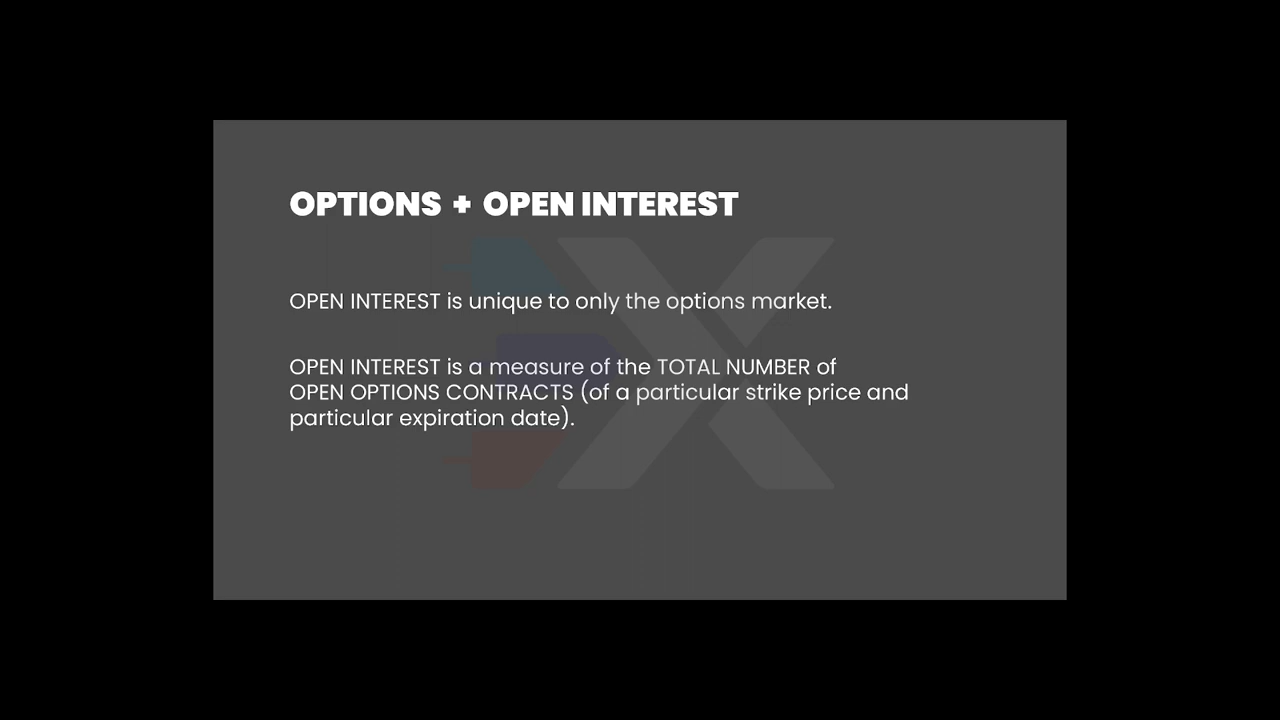 OPTIONS + OPEN INTEREST
OPEN INTEREST is unique to only the options market.
OPEN INTEREST is a measure of the TOTAL NUMBER of
OPEN OPTIONS CONTRACTS (of a particular strike price and
particular expiration date).